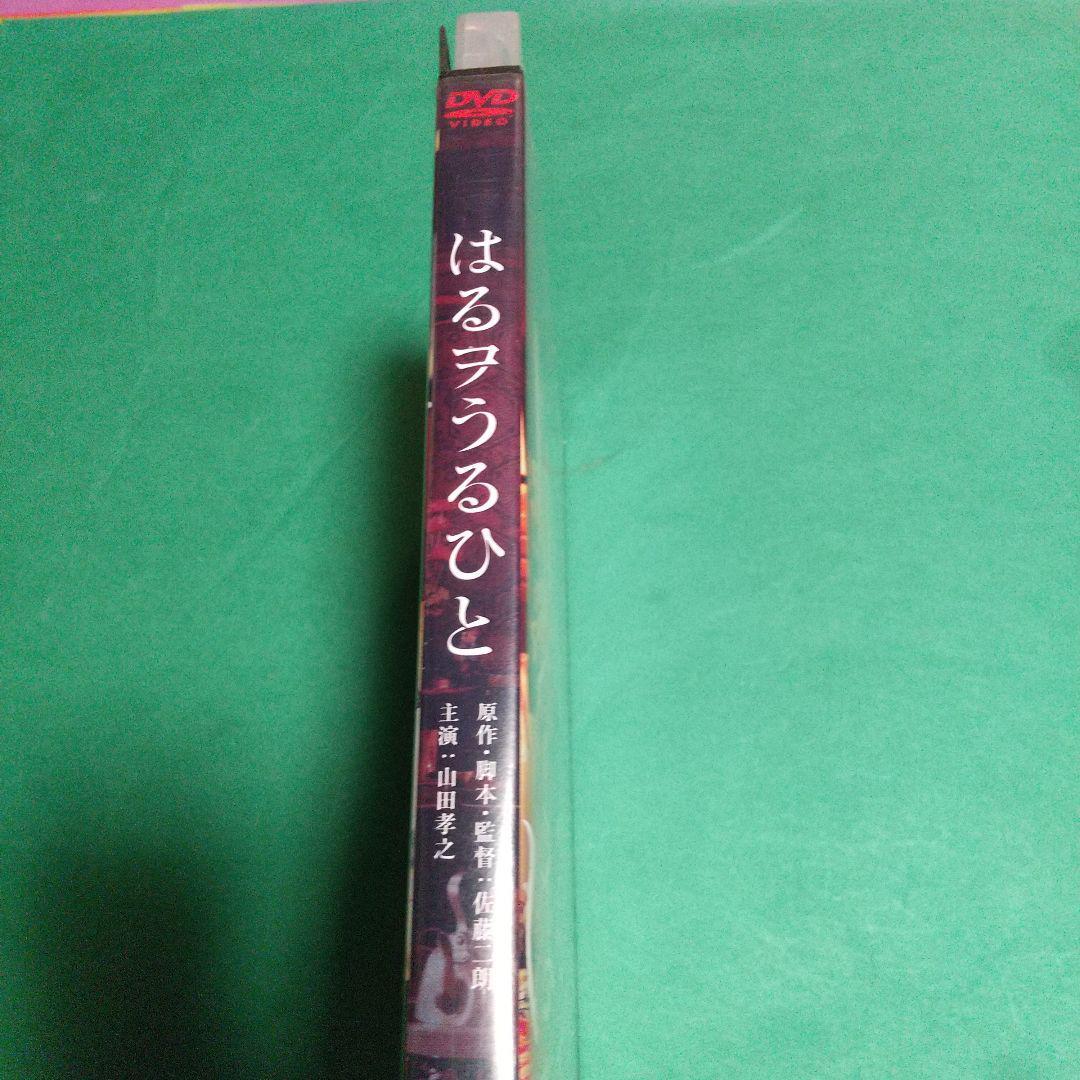 DVD
VIDEO
はるヲうるひと
原作・脚本・監督：佐藤二朗
主演：山田孝之